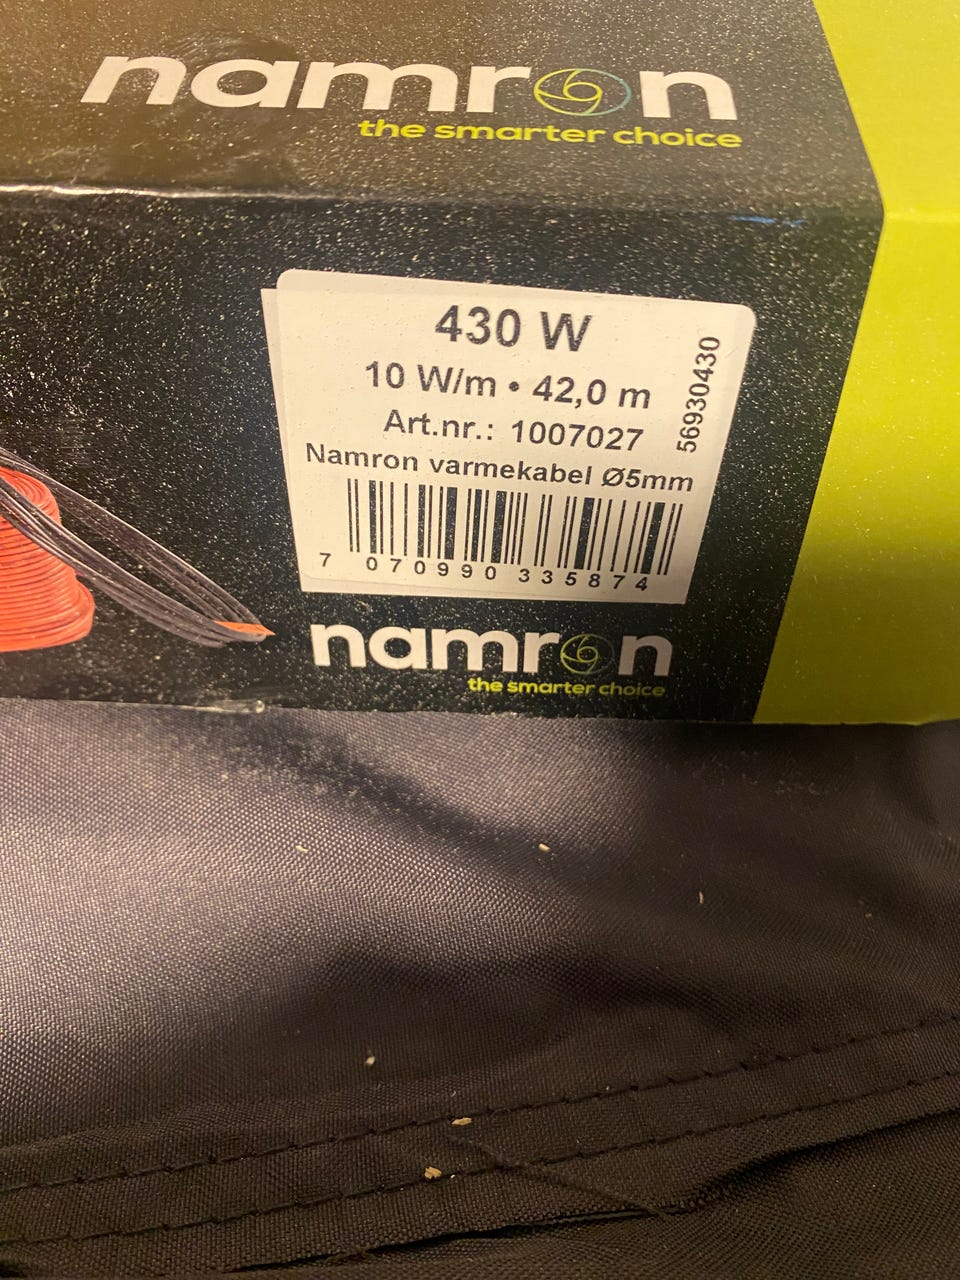 namron
the smarter choice
430 W
10 W/m • 42,0 m
Art.nr.: 1007027
Namron varmekabel Ø5mm
56930430
7 070990 335874
namron
the smarter choice